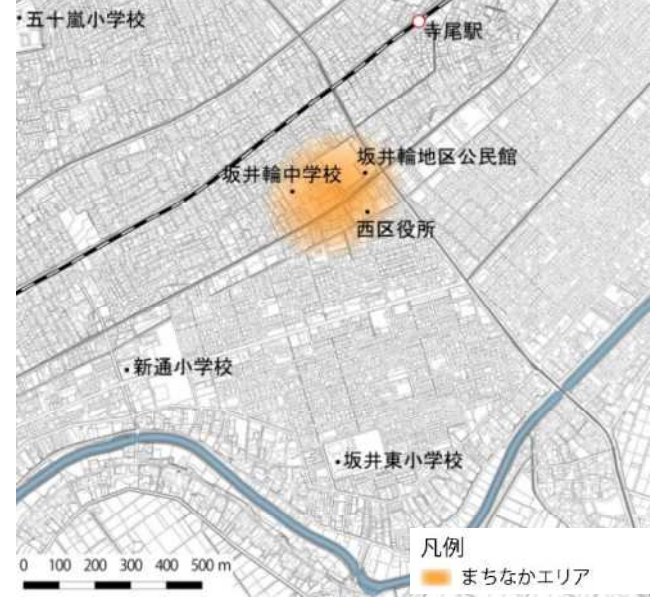 五十嵐小学校
寺尾駅
坂井輪地区公民館
坂井輪中学校
西区役所
新通小学校
坂井東小学校
凡例
まちなかエリア
0 100 200 300 400 500 m